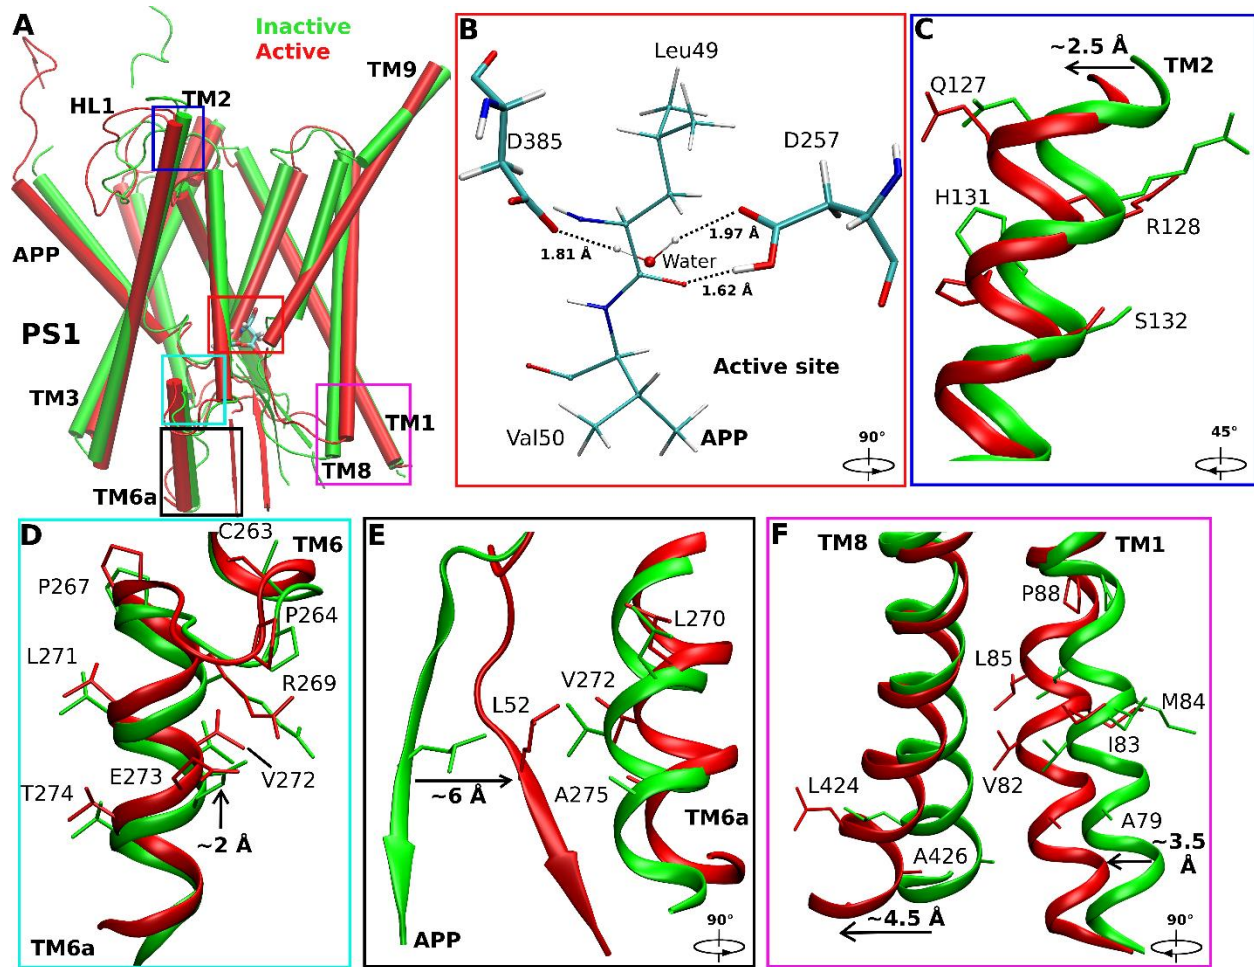 A
Inactive
Active
TM9
HL1
TM2
APP
PS1
TM3
TM1
TM8
TM6a
B
Leu49
D385
D257
1.81 Å
1.97 Å
Water
1.62 Å
Active site
Val50
APP
90°
C
~2.5 Å
TM2
Q127
H131
R128
S132
45°
D
C263
TM6
P267
P264
L271
R269
E273
V272
T274
~2 Å
TM6a
E
L270
V272
L52
~6 Å
A275
TM6a
APP
90°
F
TM8
TM1
P88
L85
M84
I83
V82
L424
A79
~3.5
Å
A426
~4.5 Å
90°